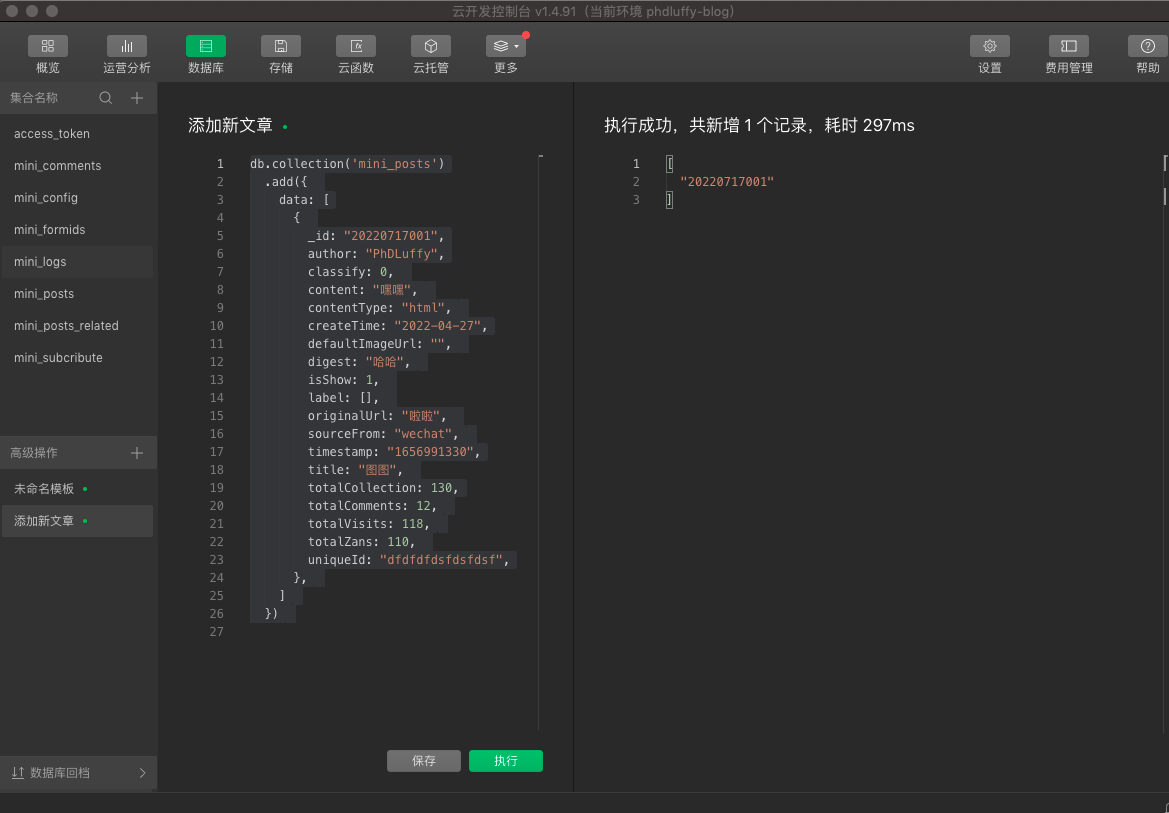 云开发控制台 v1.4.91（当前环境 phdluffy-blog）
概览
运营分析
数据库
存储
云函数
云托管
更多
设置
费用管理
帮助
集合名称
access_token
mini_comments
mini_config
mini_formids
mini_logs
mini_posts
mini_posts_related
mini_subcribute
高级操作
未命名模板
添加新文章
数据库回档
添加新文章
1 db.collection('mini_posts')
2 .add({
3 data: [
4 {
5 _id: "20220717001",
6 author: "PhDLuffy",
7 classify: 0,
8 content: "嘿嘿",
9 contentType: "html",
10 createTime: "2022-04-27",
11 defaultImageUrl: "",
12 digest: "哈哈",
13 isShow: 1,
14 label: [],
15 originalUrl: "啦啦",
16 sourceFrom: "wechat",
17 timestamp: "1656991330",
18 title: "图图",
19 totalCollection: 130,
20 totalComments: 12,
21 totalVisits: 118,
22 totalZans: 110,
23 uniqueId: "dfdfdfdsfdsfdsf",
24 },
25 ]
26 })
27
保存
执行
执行成功，共新增 1 个记录，耗时 297ms
1 [
2 "20220717001"
3 ]